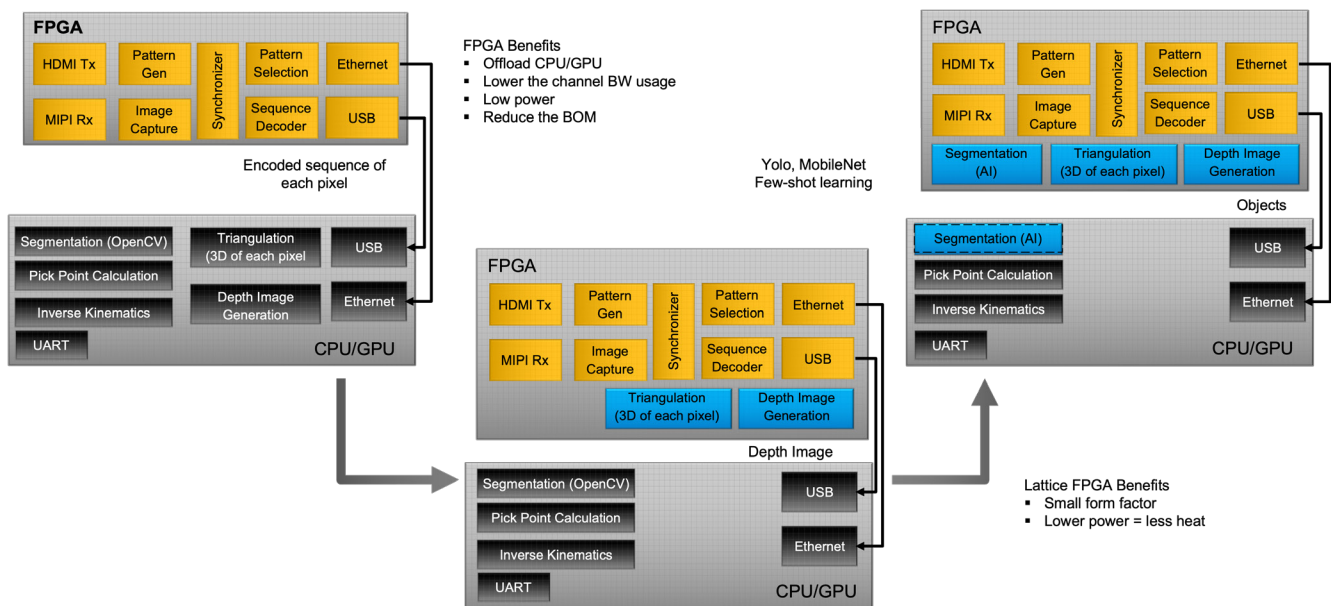 FPGA
HDMI Tx
Pattern
Gen
Synchronizer
Pattern
Selection
Ethernet
MIPI Rx
Image
Capture
Sequence
Decoder
USB
Encoded sequence of
each pixel
Segmentation (OpenCV)
Triangulation
(3D of each pixel
USB
Pick Point Calculation
Depth Image
Generation
Ethernet
Inverse Kinematics
UART
CPU/GPU
FPGA Benefits
▪ Offload CPU/GPU
▪ Lower the channel BW usage
▪ Low power
▪ Reduce the BOM
FPGA
HDMI Tx
Pattern
Gen
Synchronizer
Pattern
Selection
Ethernet
MIPI Rx
Image
Capture
Sequence
Decoder
USB
Triangulation
(3D of each pixel)
Depth Image
Generation
Depth Image
Segmentation (OpenCV)
USB
Pick Point Calculation
Inverse Kinematics
Ethernet
UART
CPU/GPU
Yolo, MobileNet
Few-shot learning
FPGA
HDMI Tx
Pattern
Gen
Synchronizer
Pattern
Selection
Ethernet
MIPI Rx
Image
Capture
Sequence
Decoder
USB
Segmentation
(AI)
Triangulation
(3D of each pixel)
Depth Image
Generation
Objects
Segmentation (AI)
USB
Pick Point Calculation
Inverse Kinematics
Ethernet
UART
CPU/GPU
Lattice FPGA Benefits
▪ Small form factor
▪ Lower power = less heat